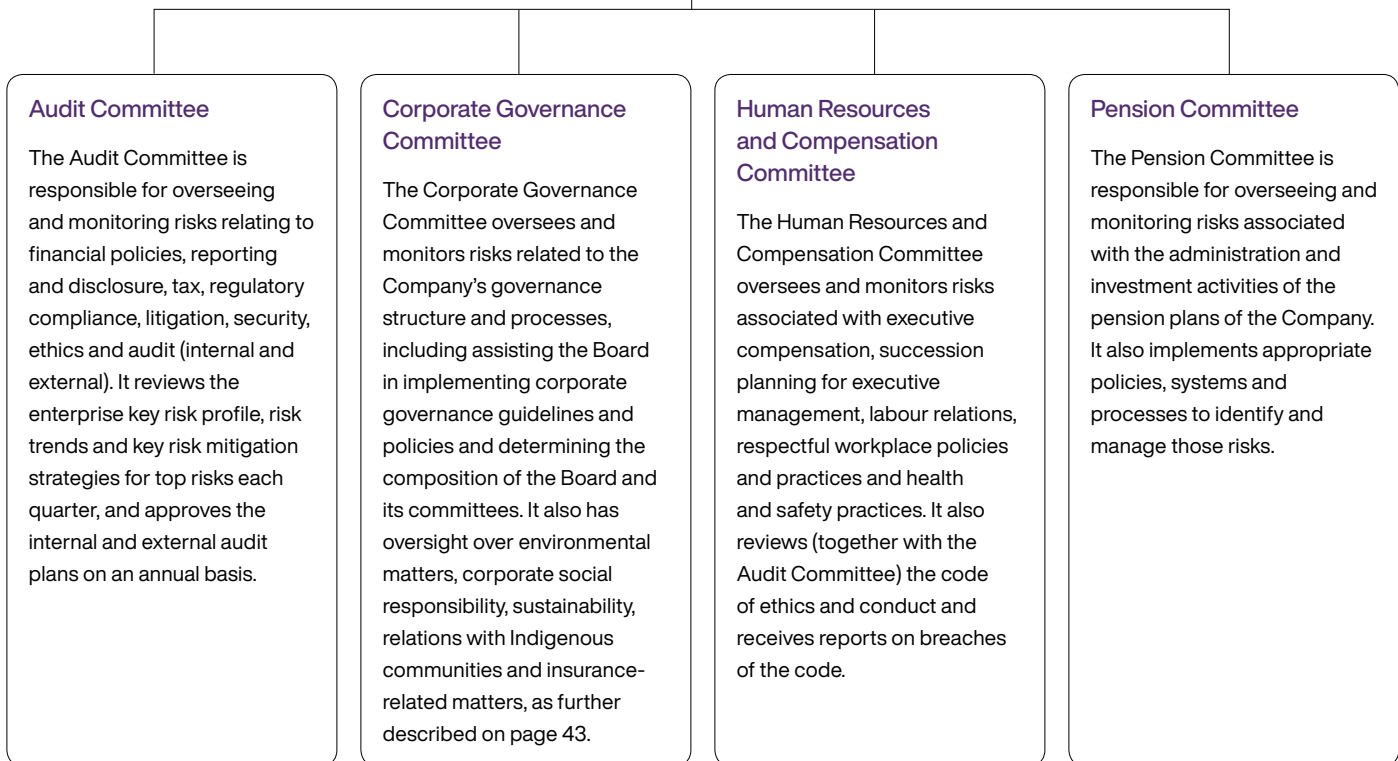 Audit Committee
The Audit Committee is
responsible for overseeing
and monitoring risks relating to
financial policies, reporting
and disclosure, tax, regulatory
compliance, litigation, security,
ethics and audit (internal and
external). It reviews the
enterprise key risk profile, risk
trends and key risk mitigation
strategies for top risks each
quarter, and approves the
internal and external audit
plans on an annual basis.
Corporate Governance
Committee
The Corporate Governance
Committee oversees and
monitors risks related to the
Company's governance
structure and processes,
including assisting the Board
in implementing corporate
governance guidelines and
policies and determining the
composition of the Board and
its committees. It also has
oversight over environmental
matters, corporate social
responsibility, sustainability,
relations with Indigenous
communities and insurance-
related matters, as further
described on page 43.
Human Resources
and Compensation
Committee
The Human Resources and
Compensation Committee
oversees and monitors risks
associated with executive
compensation, succession
planning for executive
management, labour relations,
respectful workplace policies
and practices and health
and safety practices. It also
reviews (together with the
Audit Committee) the code
of ethics and conduct and
receives reports on breaches
of the code.
Pension Committee
The Pension Committee is
responsible for overseeing and
monitoring risks associated
with the administration and
investment activities of the
pension plans of the Company.
It also implements appropriate
policies, systems and
processes to identify and
manage those risks.